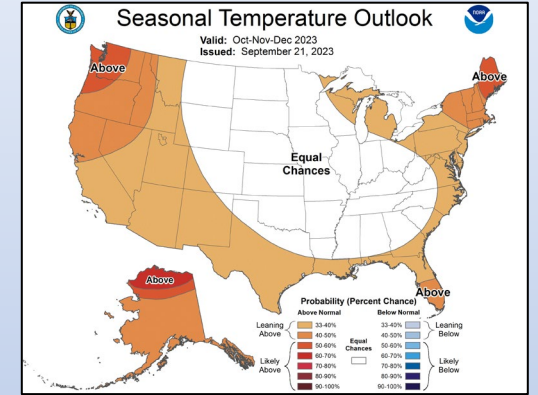 Seasonal Temperature Outlook
Valid: Oct-Nov-Dec 2023
Issued: September 21, 2023
NOAA
Above
Above
Equal
Chances
Above
Above
Probability (Percent Chance)
Above Normal
Below Normal
Leaning
Above
33-40%
40-50%
Likely
Above
50-60%
60-70%
70-80%
80-90%
90-100%
Equal
Chances
33-40%
40-50%
Leaning
Below
50-60%
60-70%
70-80%
80-90%
90-100%
Likely
Below